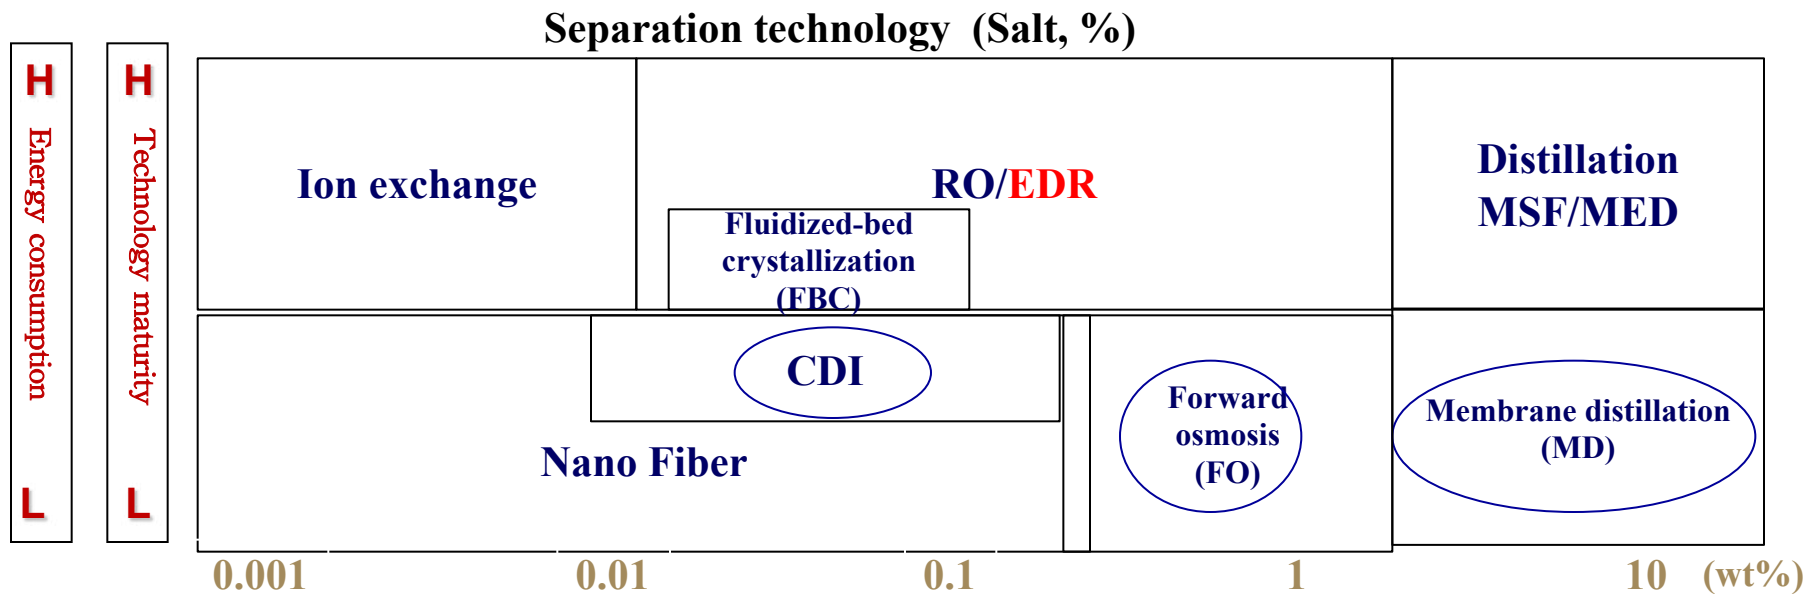 Separation technology (Salt, %)
H
Energy consumption
L
H
Technology maturity
L
Ion exchange
RO/EDR
Distillation
MSF/MED
Fluidized-bed
crystallization
(FBC)
CDI
Nano Fiber
Forward
osmosis
(FO)
Membrane distillation
(MD)
0.001 0.01 0.1 1 10 (wt%)